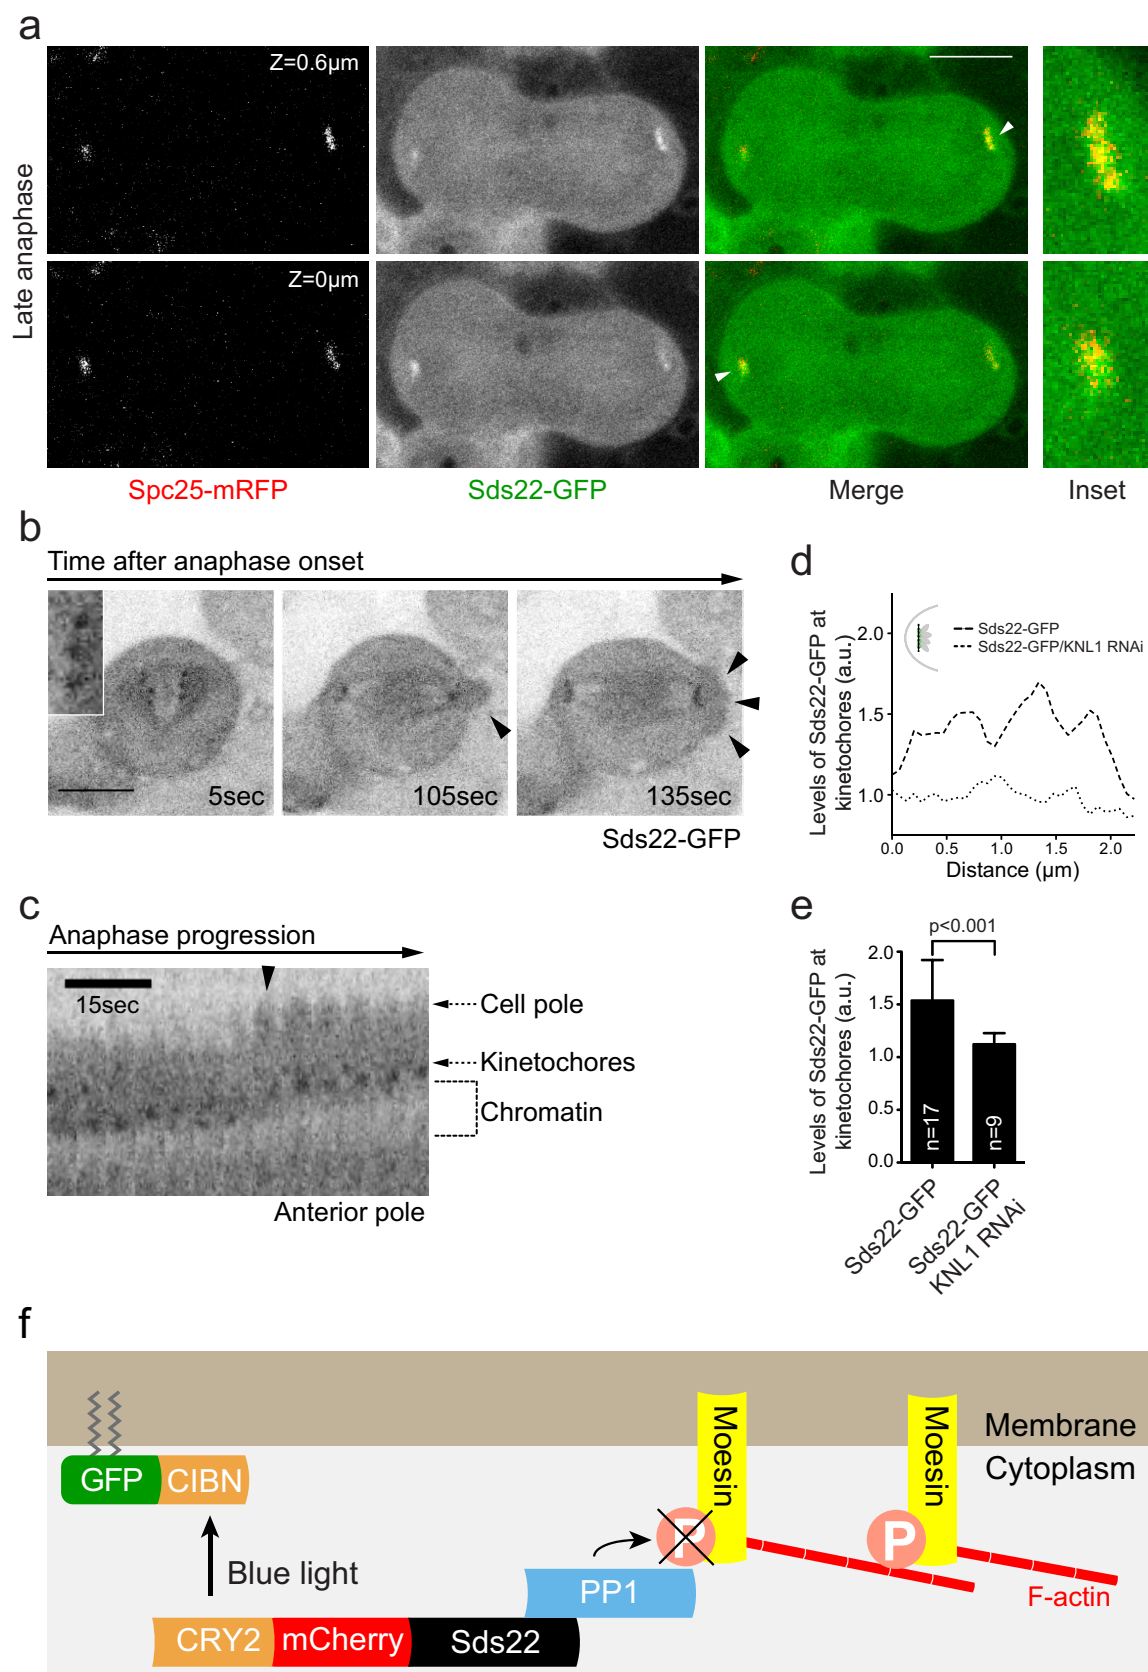 a
Late anaphase
Z=0.6µm
Z=0µm
Spc25-mRFP
Sds22-GFP
Merge
Inset
b
Time after anaphase onset
5sec
105sec
135sec
Sds22-GFP
c
Anaphase progression
15sec
Cell pole
Kinetochores
Chromatin
Anterior pole
d
Levels of Sds22-GFP at
kinetochores (a.u.)
2.0
1.5
1.0
Sds22-GFP
Sds22-GFP/KNL1 RNAi
0.0 0.5 1.0 1.5 2.0
Distance (µm)
e
Levels of Sds22-GFP at
kinetochores (a.u.)
p<0.001
2.0
1.5
1.0
0.5
0.0
n=17
n=9
Sds22-GFP
Sds22-GFP
KNL1 RNAi
f
Membrane
Cytoplasm
GFP CIBN
Blue light
CRY2 mCherry Sds22
PP1
P
Moesin
P
Moesin
F-actin